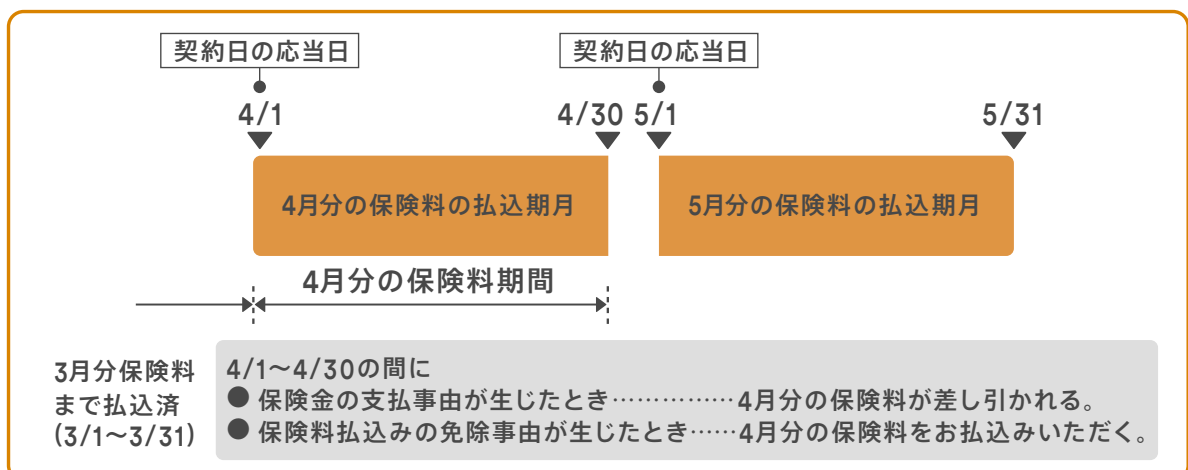 契約日の応当日 契約日の応当日
4/1 4/30 5/1 5/31
4月分の保険料の払込期月 5月分の保険料の払込期月
4月分の保険料期間
3月分保険料
まで払込済
(3/1〜3/31)
4/1〜4/30の間に
● 保険金の支払事由が生じたとき……………4月分の保険料が差し引かれる。
● 保険料払込みの免除事由が生じたとき……4月分の保険料をお払込みいただく。